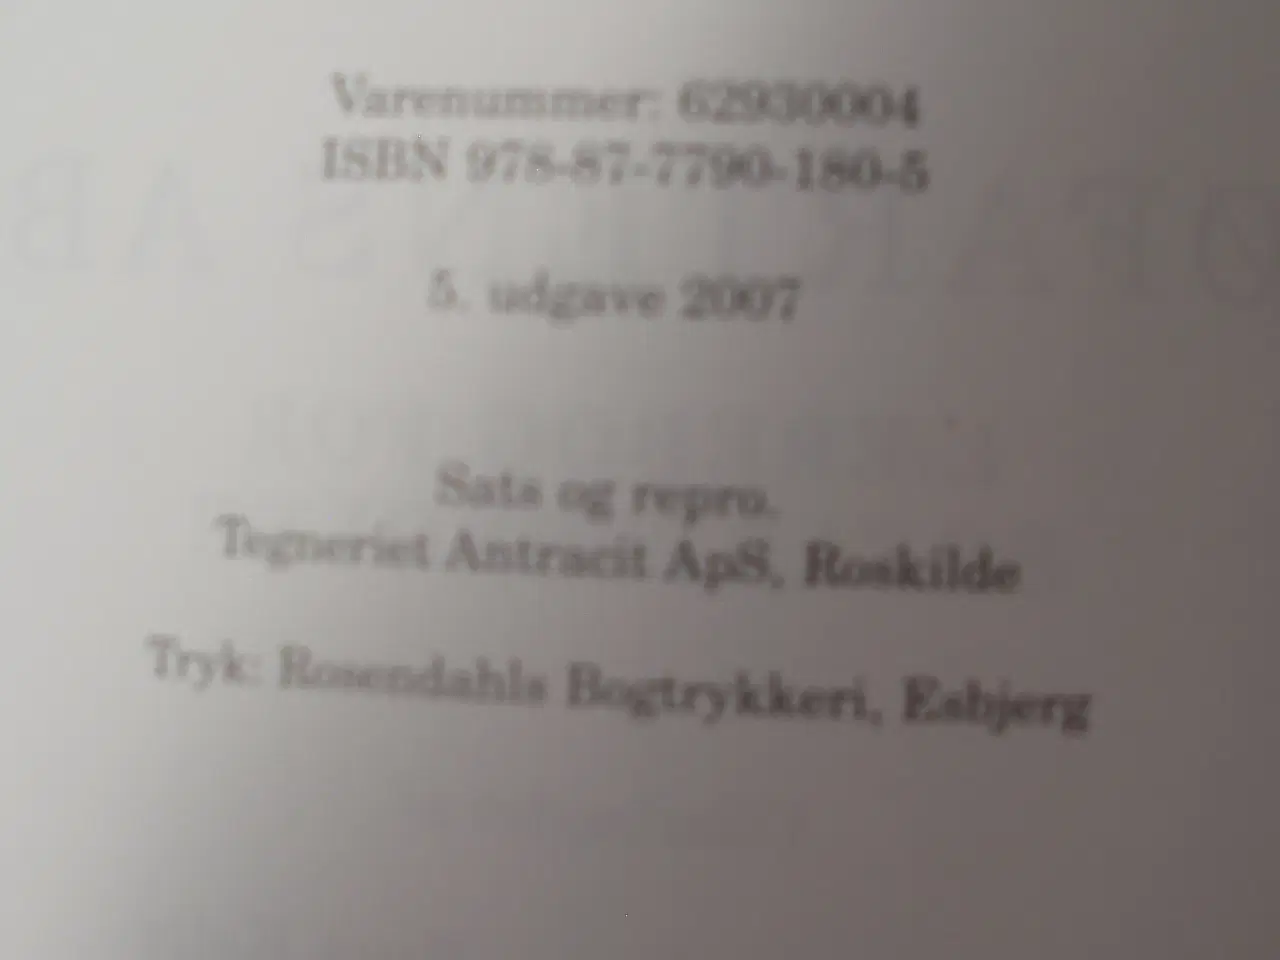 Varenummer: 62930004
ISBN 978-87-7790-180-5
5. udgave 2007
Sats og repro.
Tegneriet Antracit ApS, Roskilde
Tryk: Rosendahls Bogtrykkeri, Esbjerg